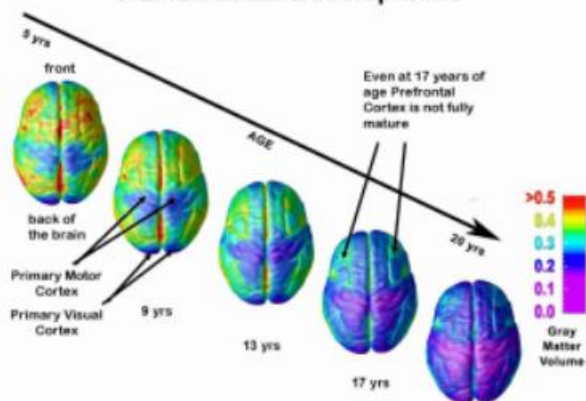 5 yrs
front
Even at 17 years of
age Prefrontal
Cortex is not fully
mature
AGE
back of
the brain
Primary Motor
Cortex
Primary Visual
Cortex
9 yrs
13 yrs
17 yrs
20 yrs
>0.5
0.4
0.3
0.2
0.1
0.0
Gray
Matter
Volume